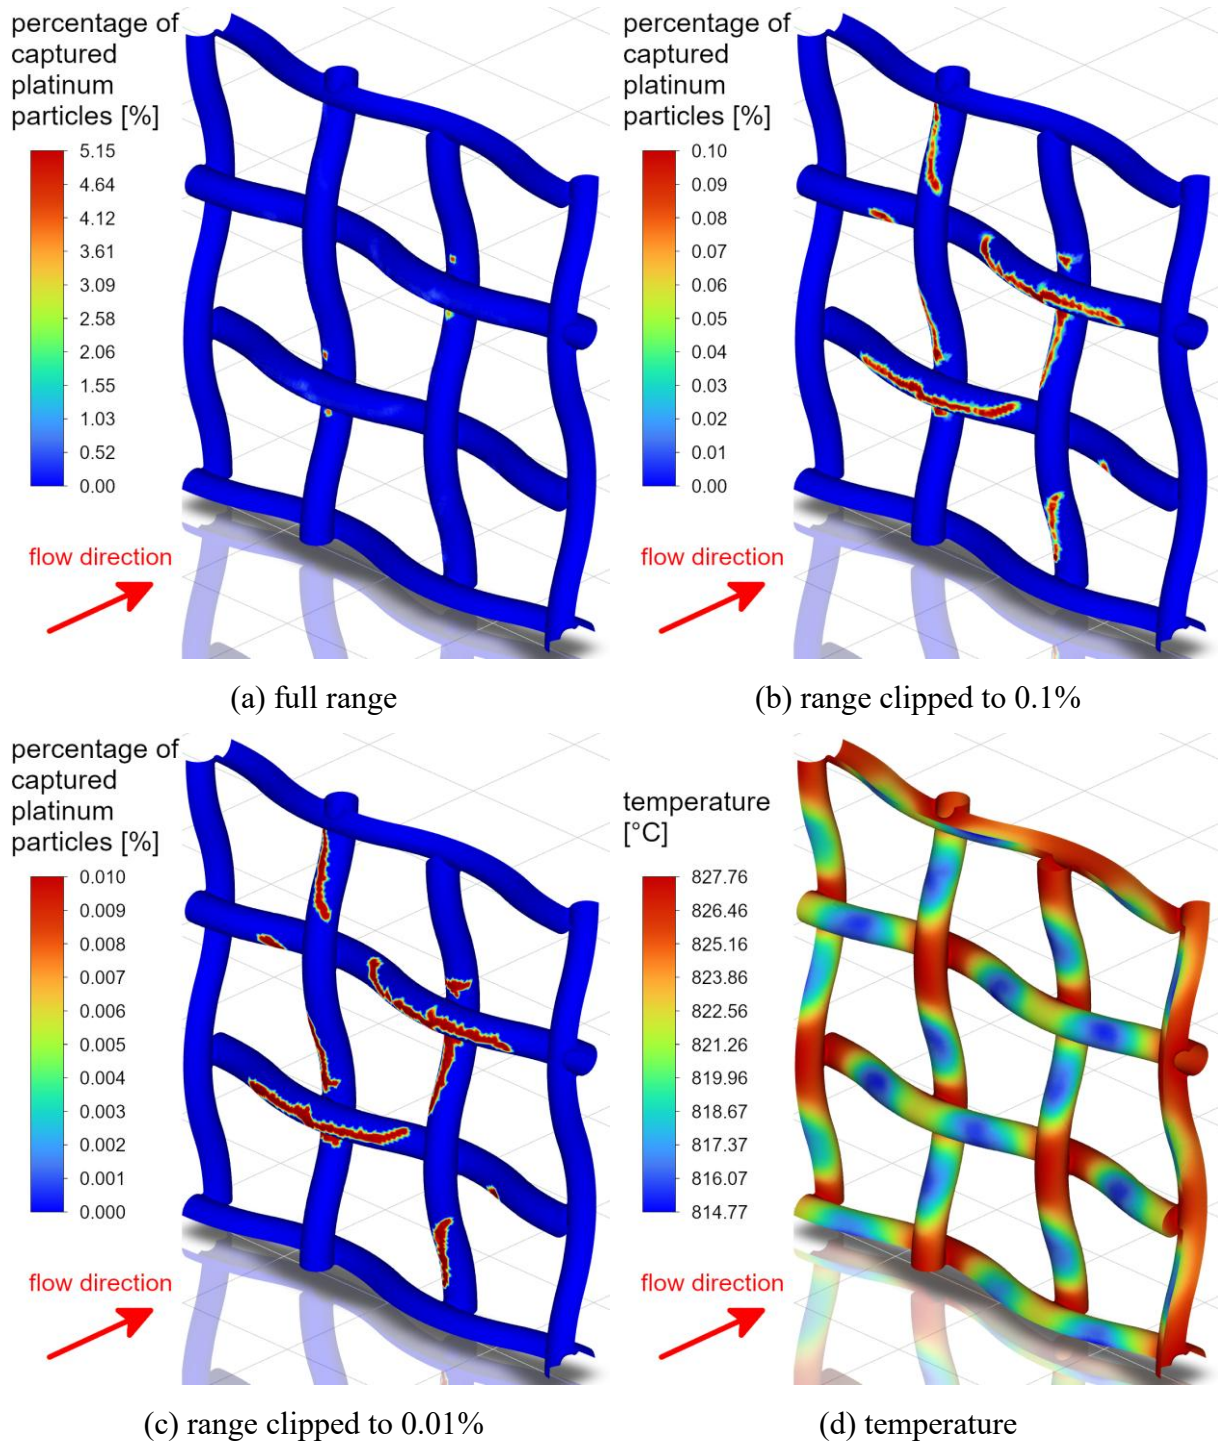 percentage of
captured
platinum
particles [%]
5.15
4.64
4.12
3.61
3.09
2.58
2.06
1.55
1.03
0.52
0.00
flow direction
(a) full range
percentage of
captured
platinum
particles [%]
0.10
0.09
0.08
0.07
0.06
0.05
0.04
0.03
0.02
0.01
0.00
flow direction
(b) range clipped to 0.1%
percentage of
captured
platinum
particles [%]
0.010
0.009
0.008
0.007
0.006
0.005
0.004
0.003
0.002
0.001
0.000
flow direction
(c) range clipped to 0.01%
temperature
[°C]
827.76
826.46
825.16
823.86
822.56
821.26
819.96
818.67
817.37
816.07
814.77
flow direction
(d) temperature